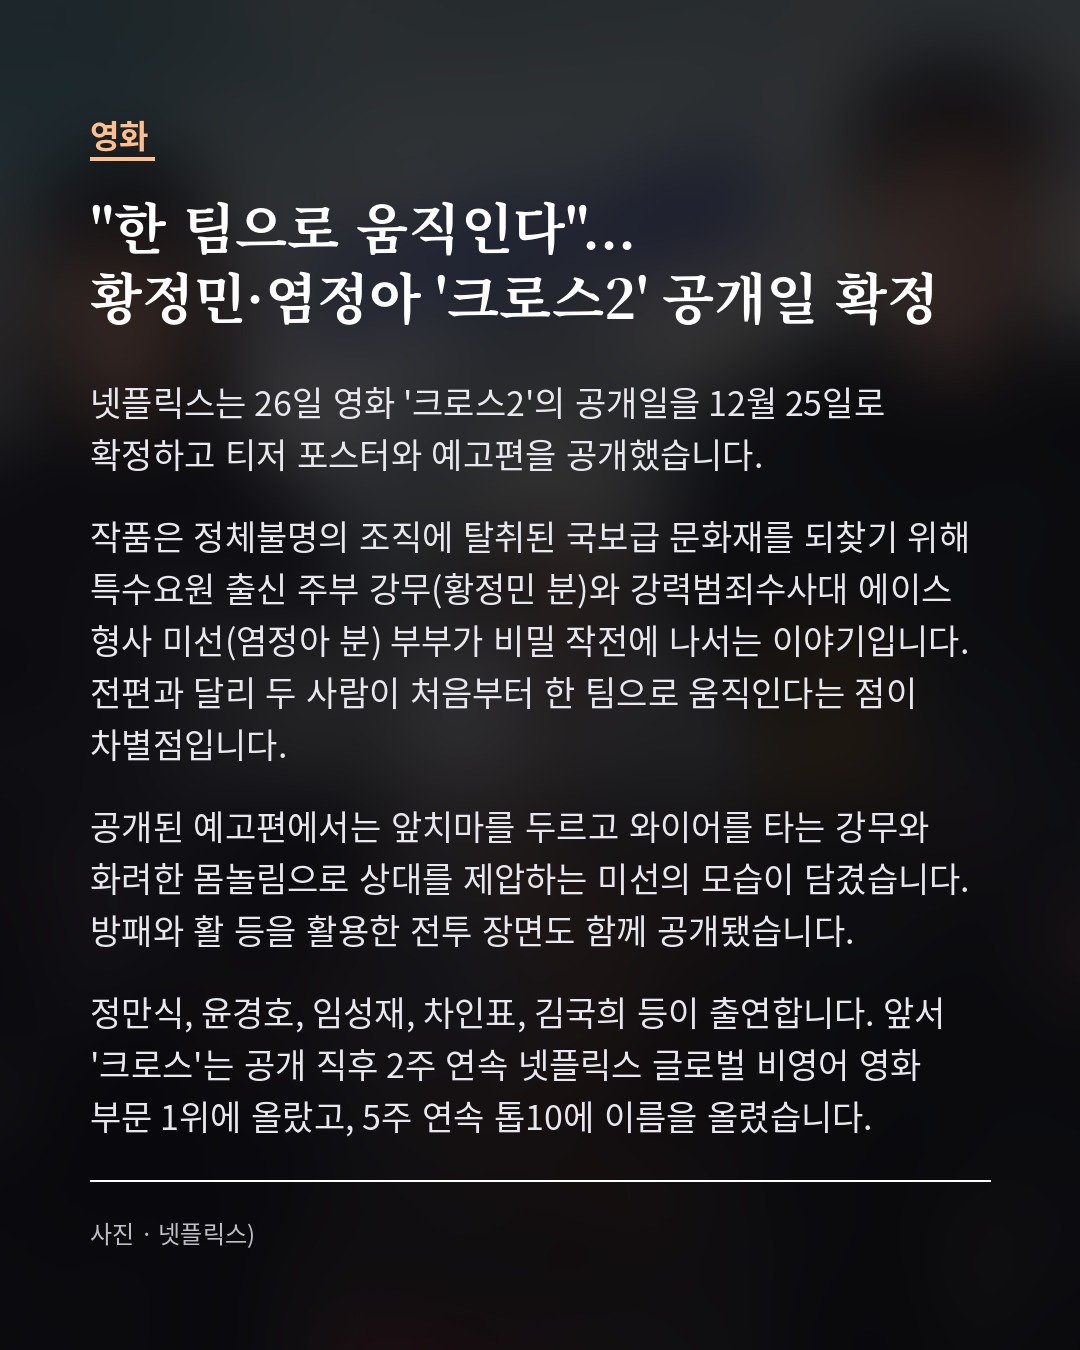 영화
"한 팀으로 움직인다"...
황정민·염정아 '크로스2' 공개일 확정
넷플릭스는 26일 영화 '크로스2'의 공개일을 12월 25일로
확정하고 티저 포스터와 예고편을 공개했습니다.
작품은 정체불명의 조직에 탈취된 국보급 문화재를 되찾기 위해
특수요원 출신 주부 강무(황정민 분)와 강력범죄수사대 에이스
형사 미선(염정아 분) 부부가 비밀 작전에 나서는 이야기입니다.
전편과 달리 두 사람이 처음부터 한 팀으로 움직인다는 점이
차별점입니다.
공개된 예고편에서는 앞치마를 두르고 와이어를 타는 강무와
화려한 몸놀림으로 상대를 제압하는 미선의 모습이 담겼습니다.
방패와 활 등을 활용한 전투 장면도 함께 공개됐습니다.
정만식, 윤경호, 임성재, 차인표, 김국희 등이 출연합니다. 앞서
'크로스'는 공개 직후 2주 연속 넷플릭스 글로벌 비영어 영화
부문 1위에 올랐고, 5주 연속 톱10에 이름을 올렸습니다.
사진 · 넷플릭스)